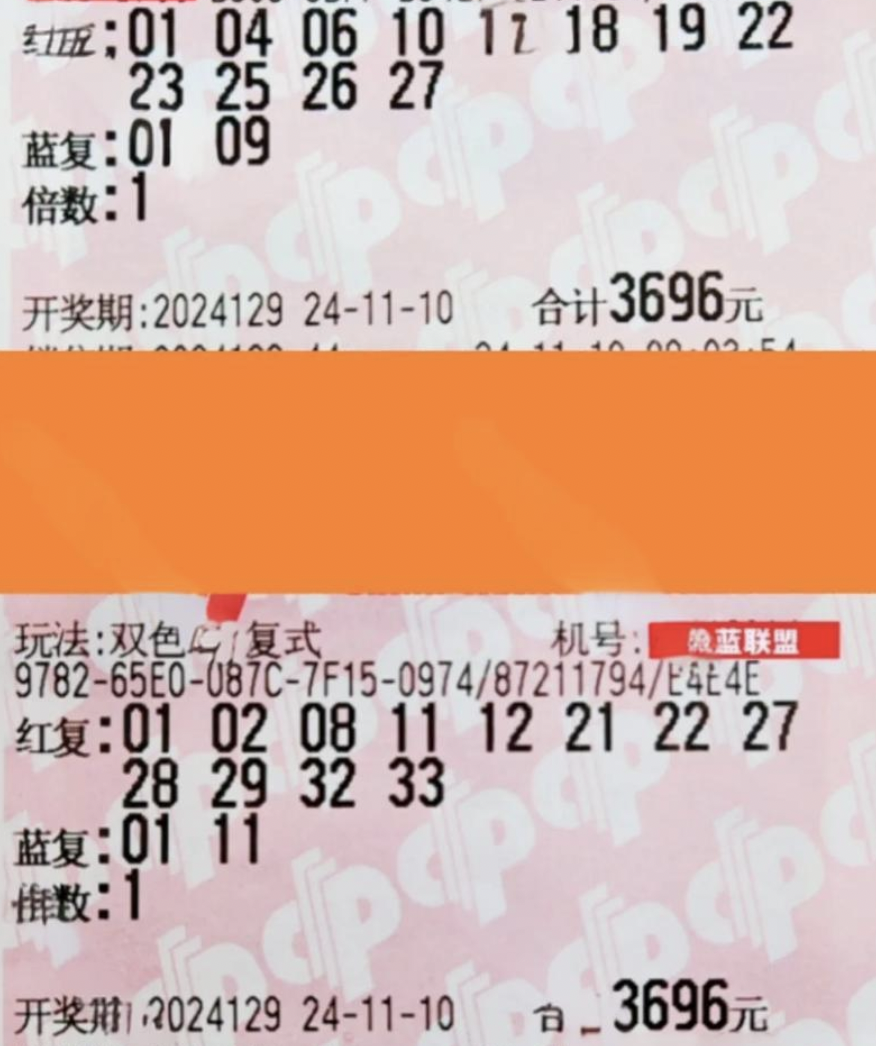 :01 04 06 10 18 19 22
23 25 26 27
蓝复:01 09
倍数:1
开奖期:2024129 24-11-10 合计3696元
玩法:双色 复式 机号: 蓝联盟
9782-65E0-087C-7F15-0974/87211794/E4E4E
红复:01 02 08 11 12 21 22 27
28 29 32 33
蓝复:01 11
数:1
开奖期 2024129 24-11-10 3696元